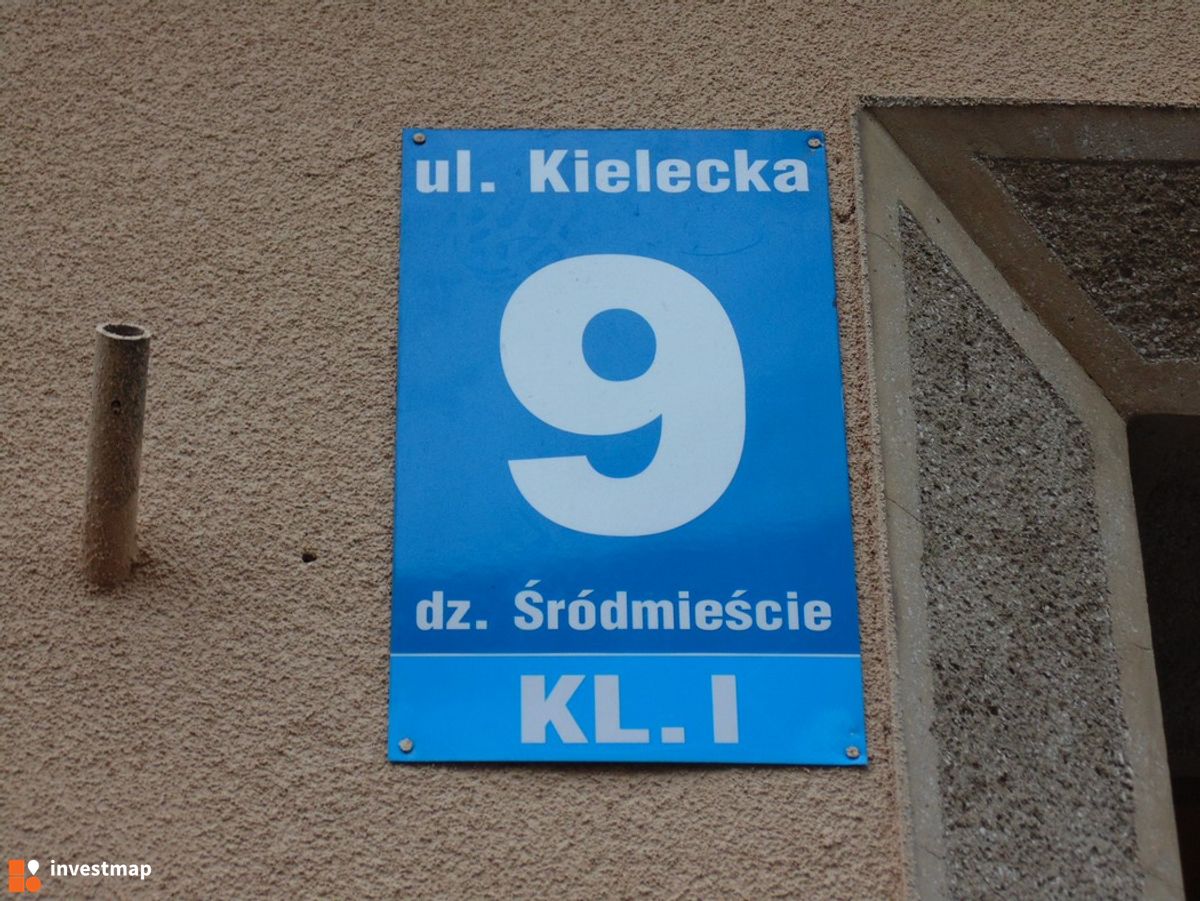 ul. Kielecka
9
dz. Śródmieście
KL. I
investmap